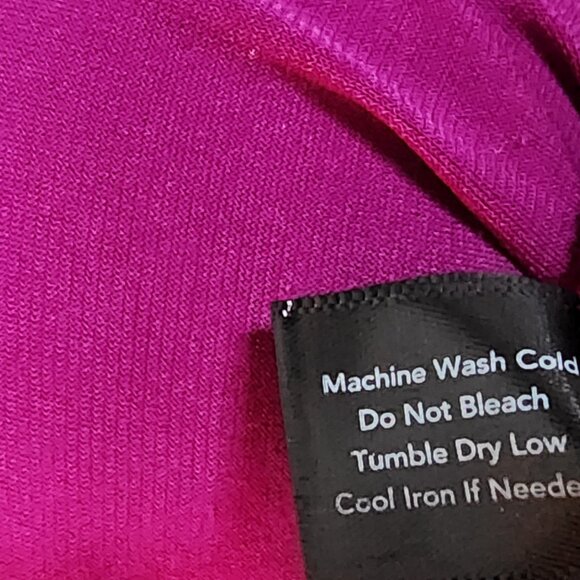 Machine Wash Cold
Do Not Bleach
Tumble Dry Low
Cool Iron If Neede